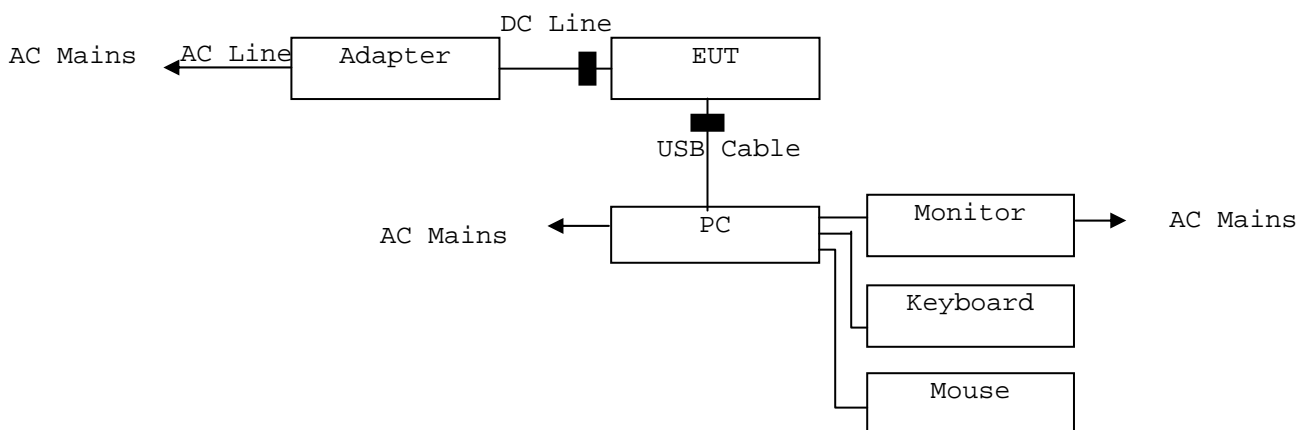 DC Line
AC Mains
AC Line
Adapter
EUT
USB Cable
PC
Monitor
AC Mains
AC Mains
Keyboard
Mouse